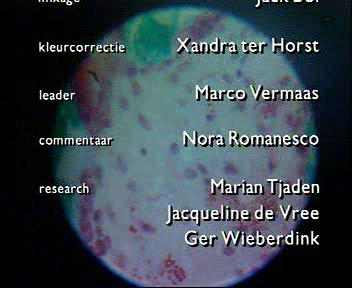 kleurcorrectie Xandra ter Horst
leader Marco Vermaas
commentaar Nora Romanesco
research Marian Tjaden
Jacqueline de Vree
Ger Wieberdink